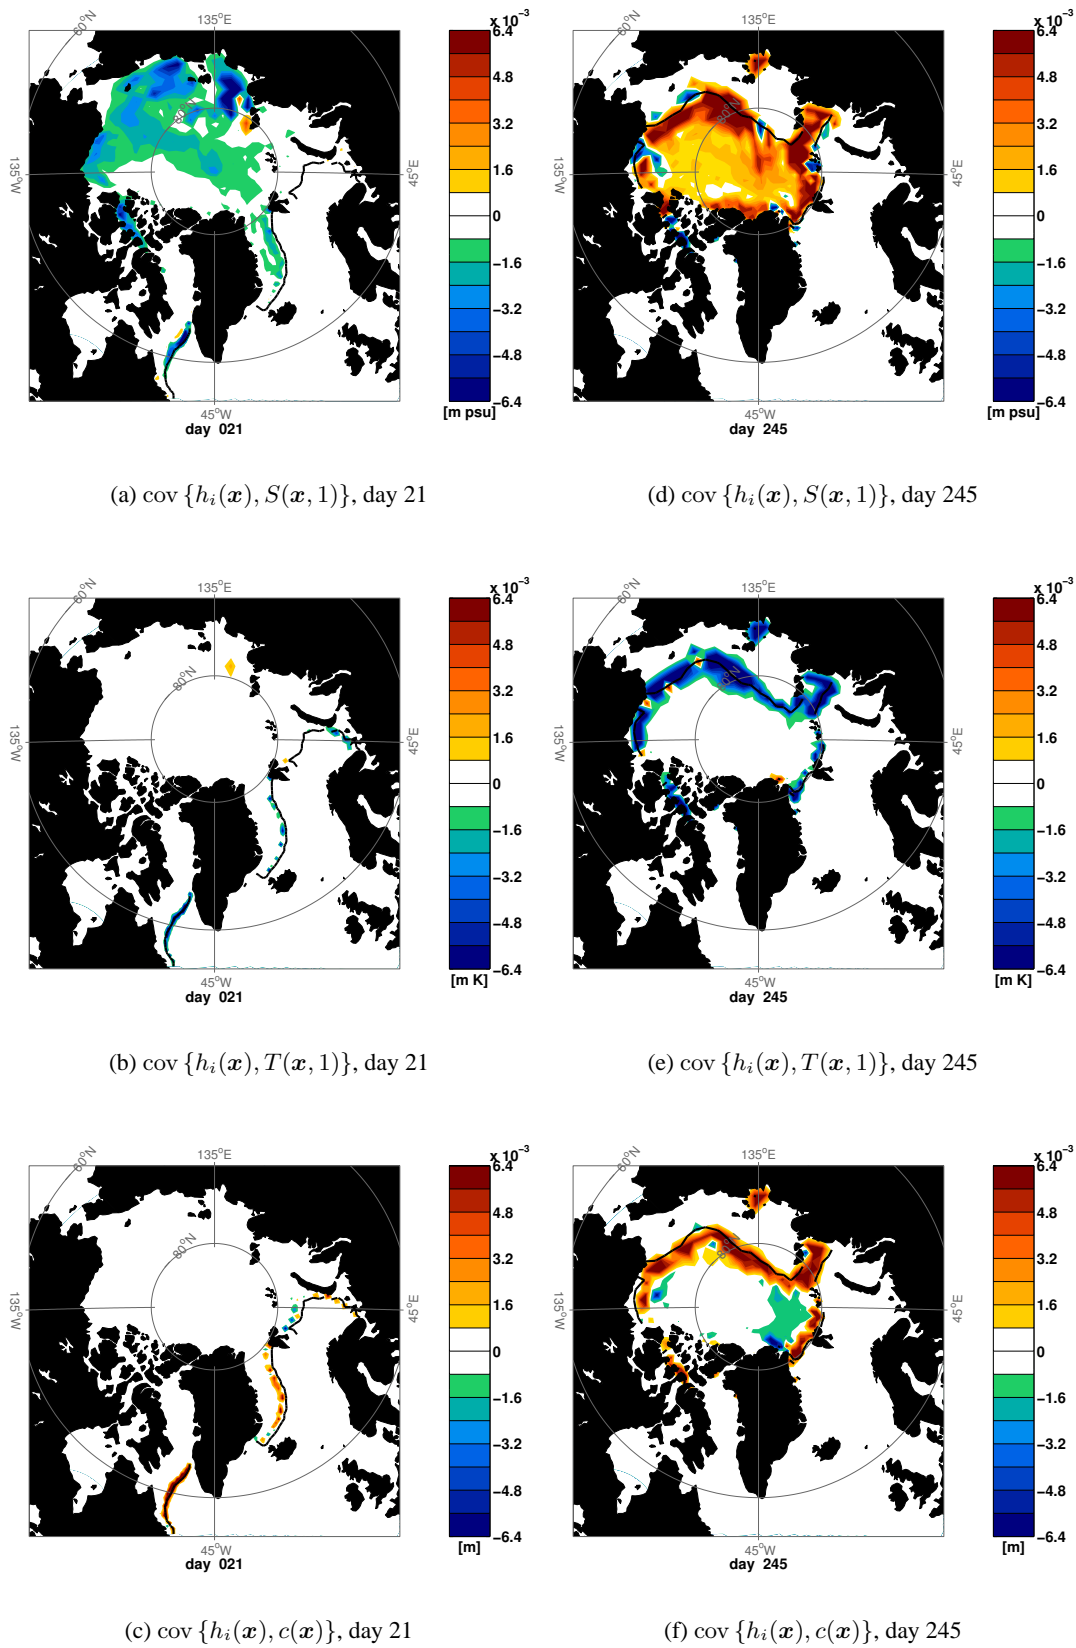 60°N
135°E
135°W
80°N
45°E
45°W
day 021
x 10⁻³
6.4
4.8
3.2
1.6
0
−1.6
−3.2
−4.8
−6.4
[m psu]
60°N
135°E
135°W
80°N
45°E
45°W
day 245
x 10⁻³
6.4
4.8
3.2
1.6
0
−1.6
−3.2
−4.8
−6.4
[m psu]
(a) cov {hᵢ(x), S(x, 1)}, day 21
(d) cov {hᵢ(x), S(x, 1)}, day 245
60°N
135°E
135°W
80°N
45°E
45°W
day 021
x 10⁻³
6.4
4.8
3.2
1.6
0
−1.6
−3.2
−4.8
−6.4
[m K]
60°N
135°E
135°W
80°N
45°E
45°W
day 245
x 10⁻³
6.4
4.8
3.2
1.6
0
−1.6
−3.2
−4.8
−6.4
[m K]
(b) cov {hᵢ(x), T(x, 1)}, day 21
(e) cov {hᵢ(x), T(x, 1)}, day 245
60°N
135°E
135°W
80°N
45°E
45°W
day 021
x 10⁻³
6.4
4.8
3.2
1.6
0
−1.6
−3.2
−4.8
−6.4
[m]
60°N
135°E
135°W
80°N
45°E
45°W
day 245
x 10⁻³
6.4
4.8
3.2
1.6
0
−1.6
−3.2
−4.8
−6.4
[m]
(c) cov {hᵢ(x), c(x)}, day 21
(f) cov {hᵢ(x), c(x)}, day 245